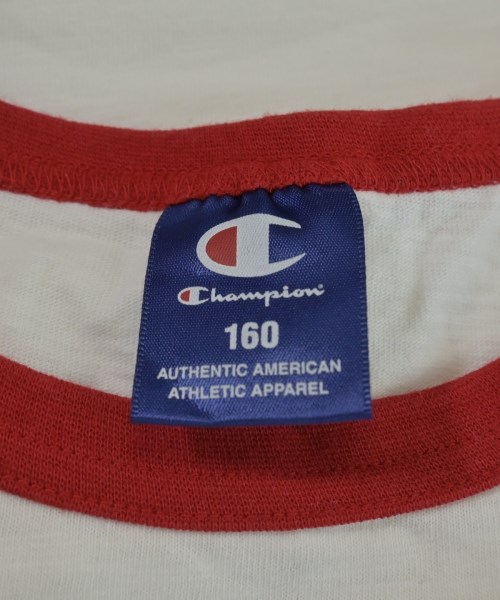 Champion
160
AUTHENTIC AMERICAN
ATHLETIC APPAREL